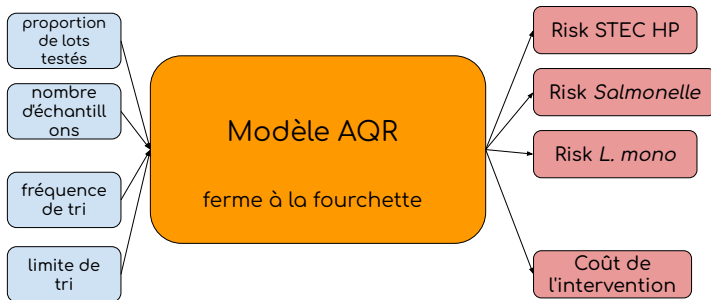 proportion
de lots
testés
nombre
d'échantill
ons
fréquence
de tri
limite de
tri
Modèle AQR
ferme à la fourchette
Risk STEC HP
Risk Salmonelle
Risk L. mono
Coût de
l'intervention